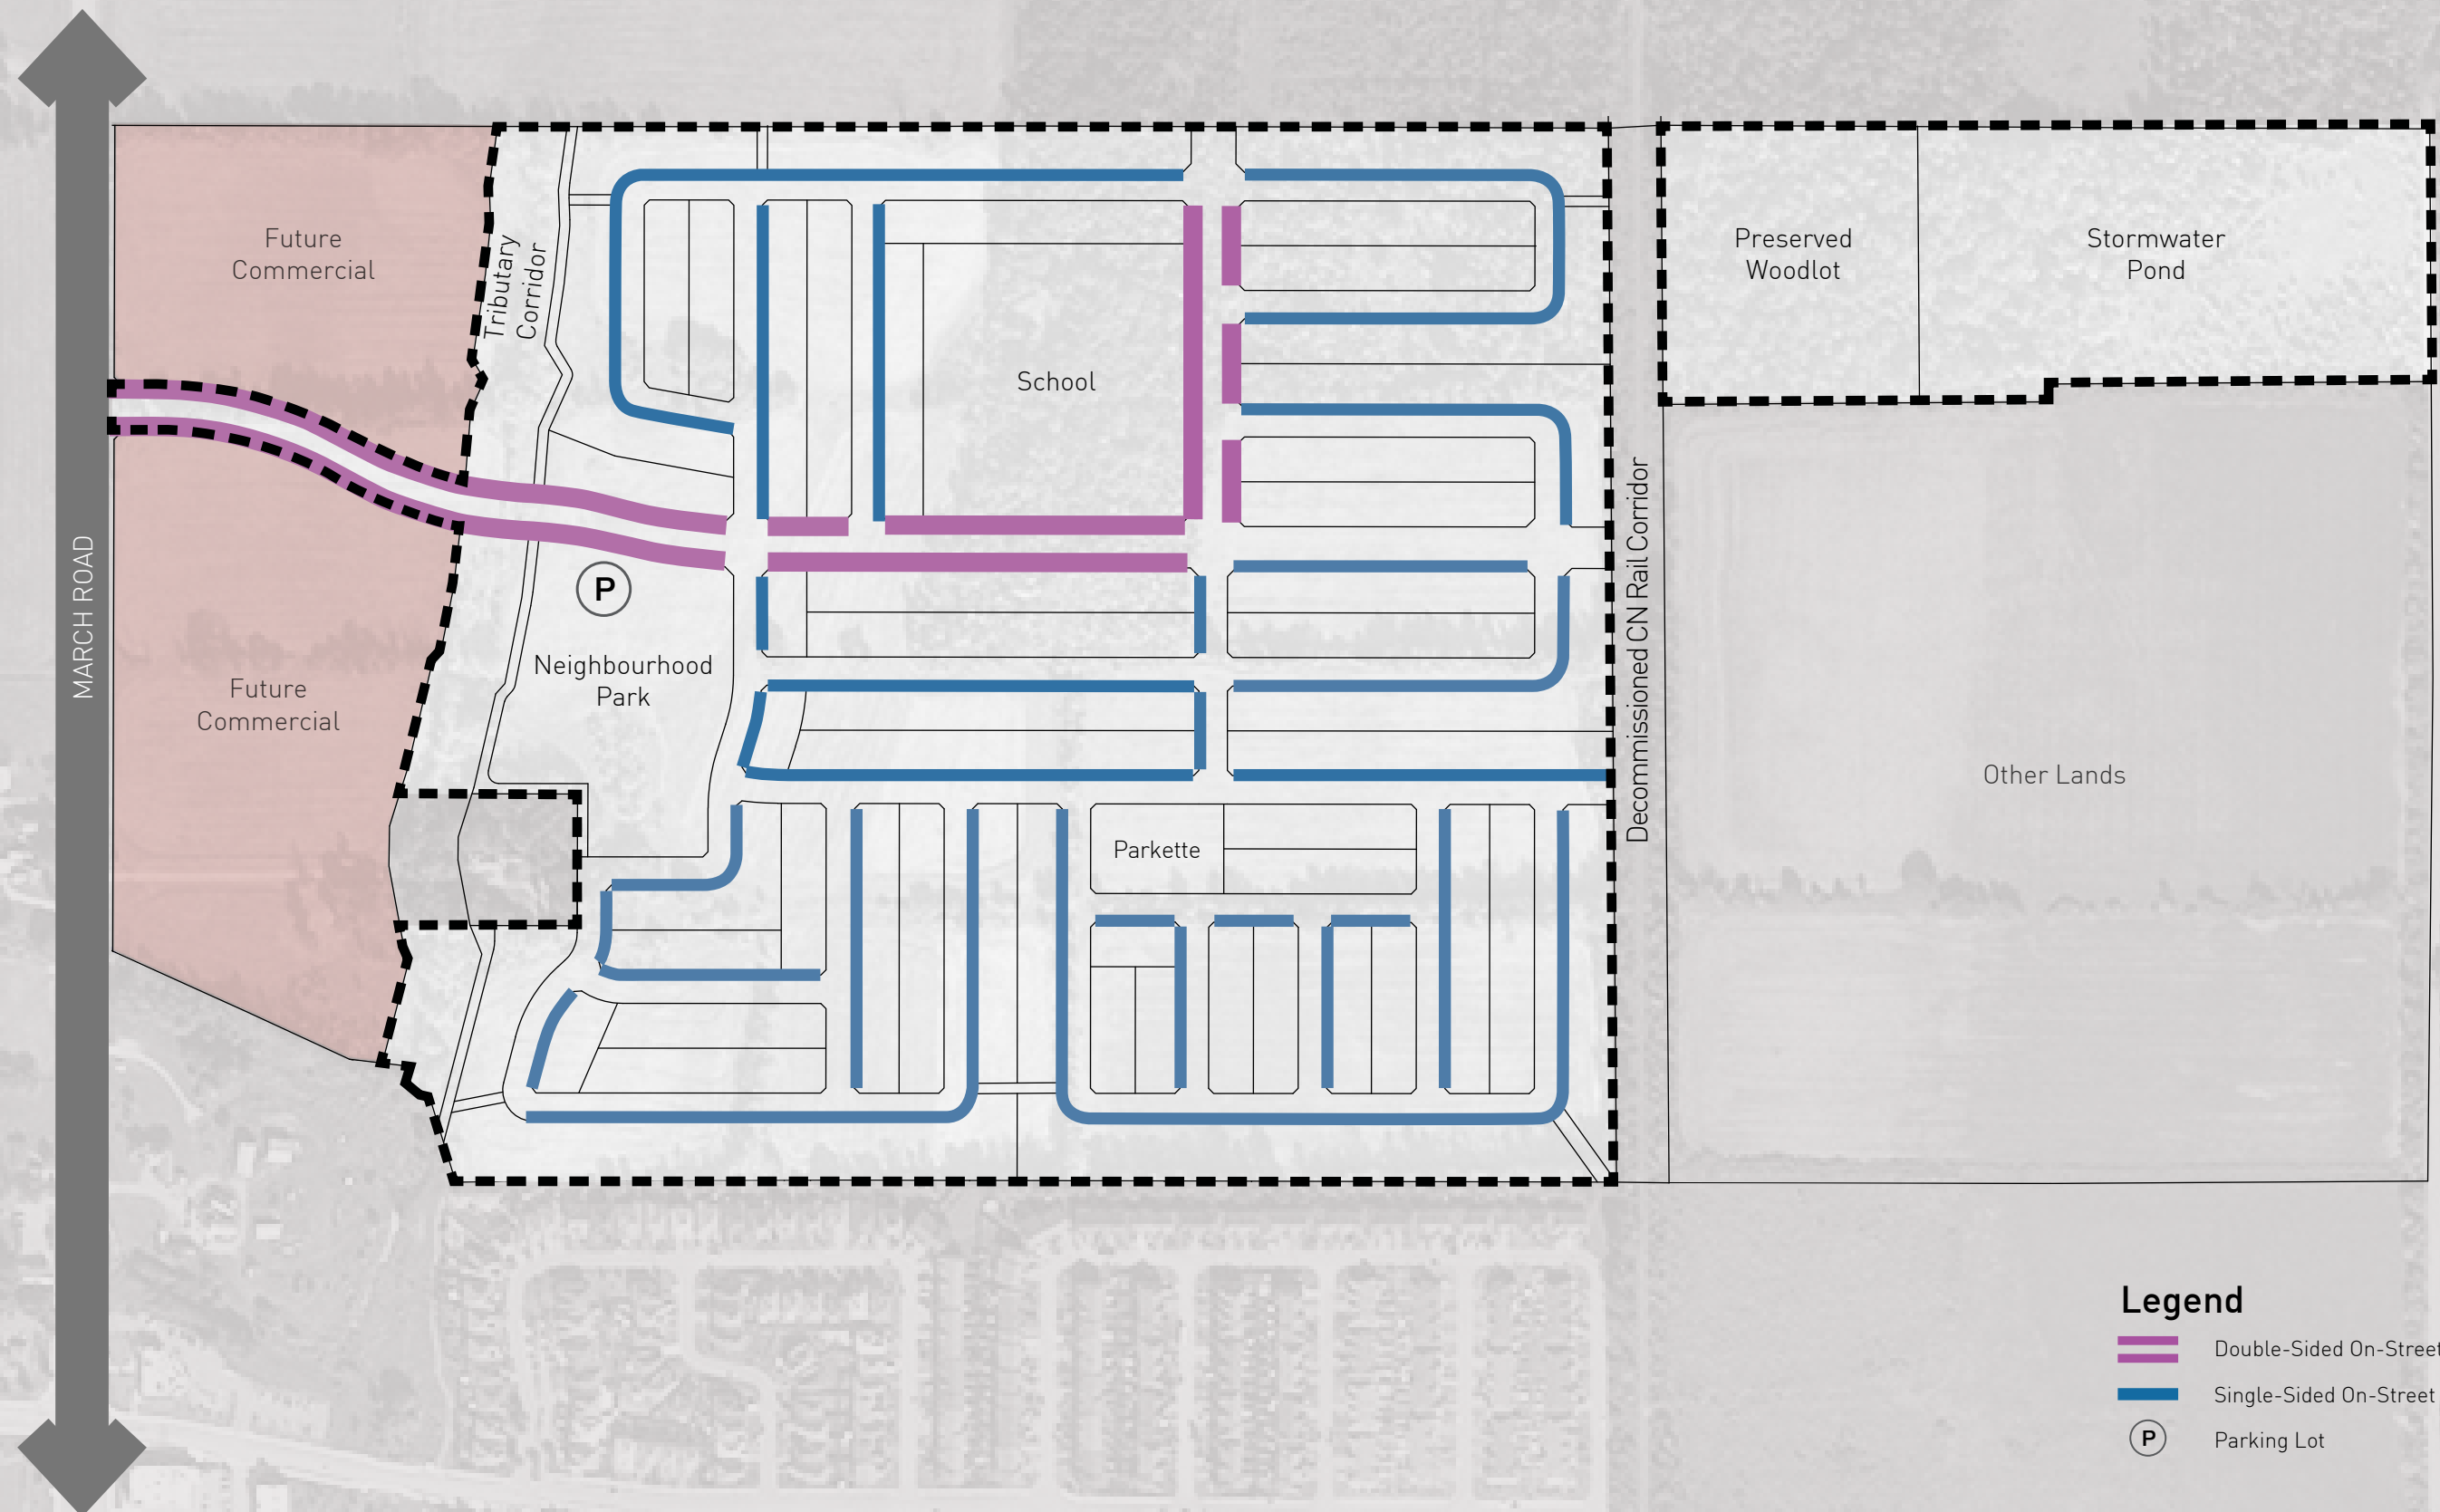 Future
Commercial
Tributary
Corridor
Preserved
Woodlot
Stormwater
Pond
School
MARCH ROAD
P
Neighbourhood
Park
Future
Commercial
Decommissioned CN Rail Corridor
Other Lands
Parkette
Legend
Double-Sided On-Street
Single-Sided On-Street
P Parking Lot